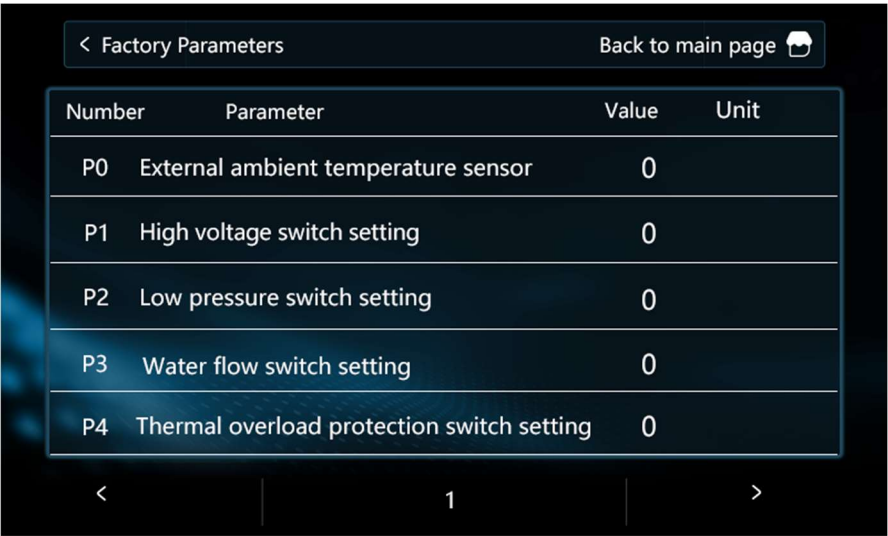 < Factory Parameters Back to main page
Number Parameter Value Unit
P0 External ambient temperature sensor 0
P1 High voltage switch setting 0
P2 Low pressure switch setting 0
P3 Water flow switch setting 0
P4 Thermal overload protection switch setting 0
< 1 >